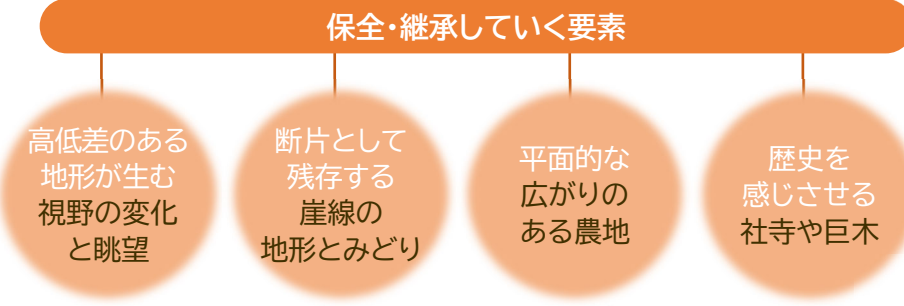 保全・継承していく要素
高低差のある
地形が生む
視野の変化
と眺望
断片として
残存する
崖線の
地形とみどり
平面的な
広がりの
ある農地
歴史を
感じさせる
社寺や巨木